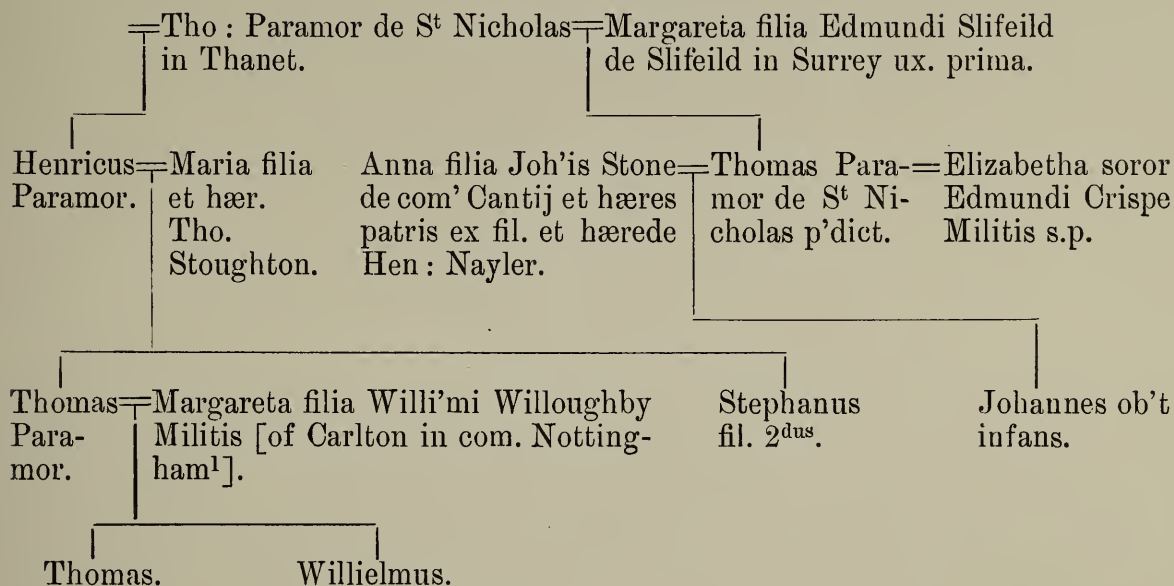 Tho : Paramor de Sᵗ Nicholas
in Thanet.
Margareta filia Edmundi Slifeild
de Slifeild in Surrey ux. prima.
Henricus
Paramor.
Maria filia
et hær.
Tho.
Stoughton.
Anna filia Joh'is Stone
de com' Cantij et hæres
patris ex fil. et hærede
Hen : Nayler.
Thomas Para-
mor de Sᵗ Ni-
cholas p'dict.
Elizabetha soror
Edmundi Crispe
Militis s.p.
Thomas
Para-
mor.
Margareta filia Willi'mi Willoughby
Militis [of Carlton in com. Notting-
ham¹].
Stephanus
fil. 2ᵈᵘˢ.
Johannes ob't
infans.
Thomas.
Willielmus.